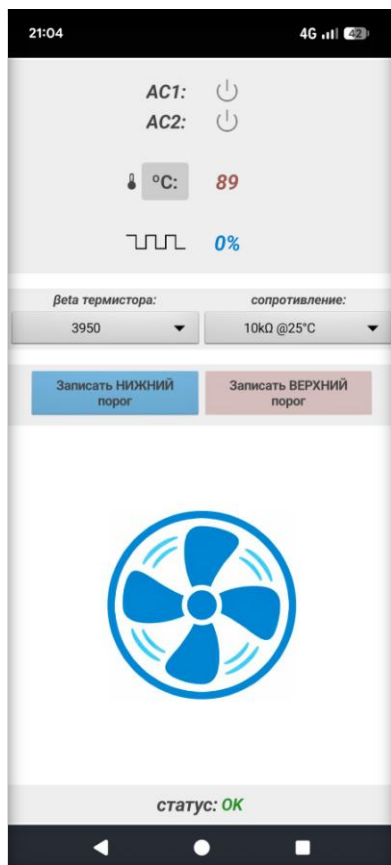 21:04 4G 42
AC1:
AC2:
°C: 89
0%
βeta термистора: сопротивление:
3950 10kΩ @25°C
Записать НИЖНИЙ порог Записать ВЕРХНИЙ порог
статус: OK